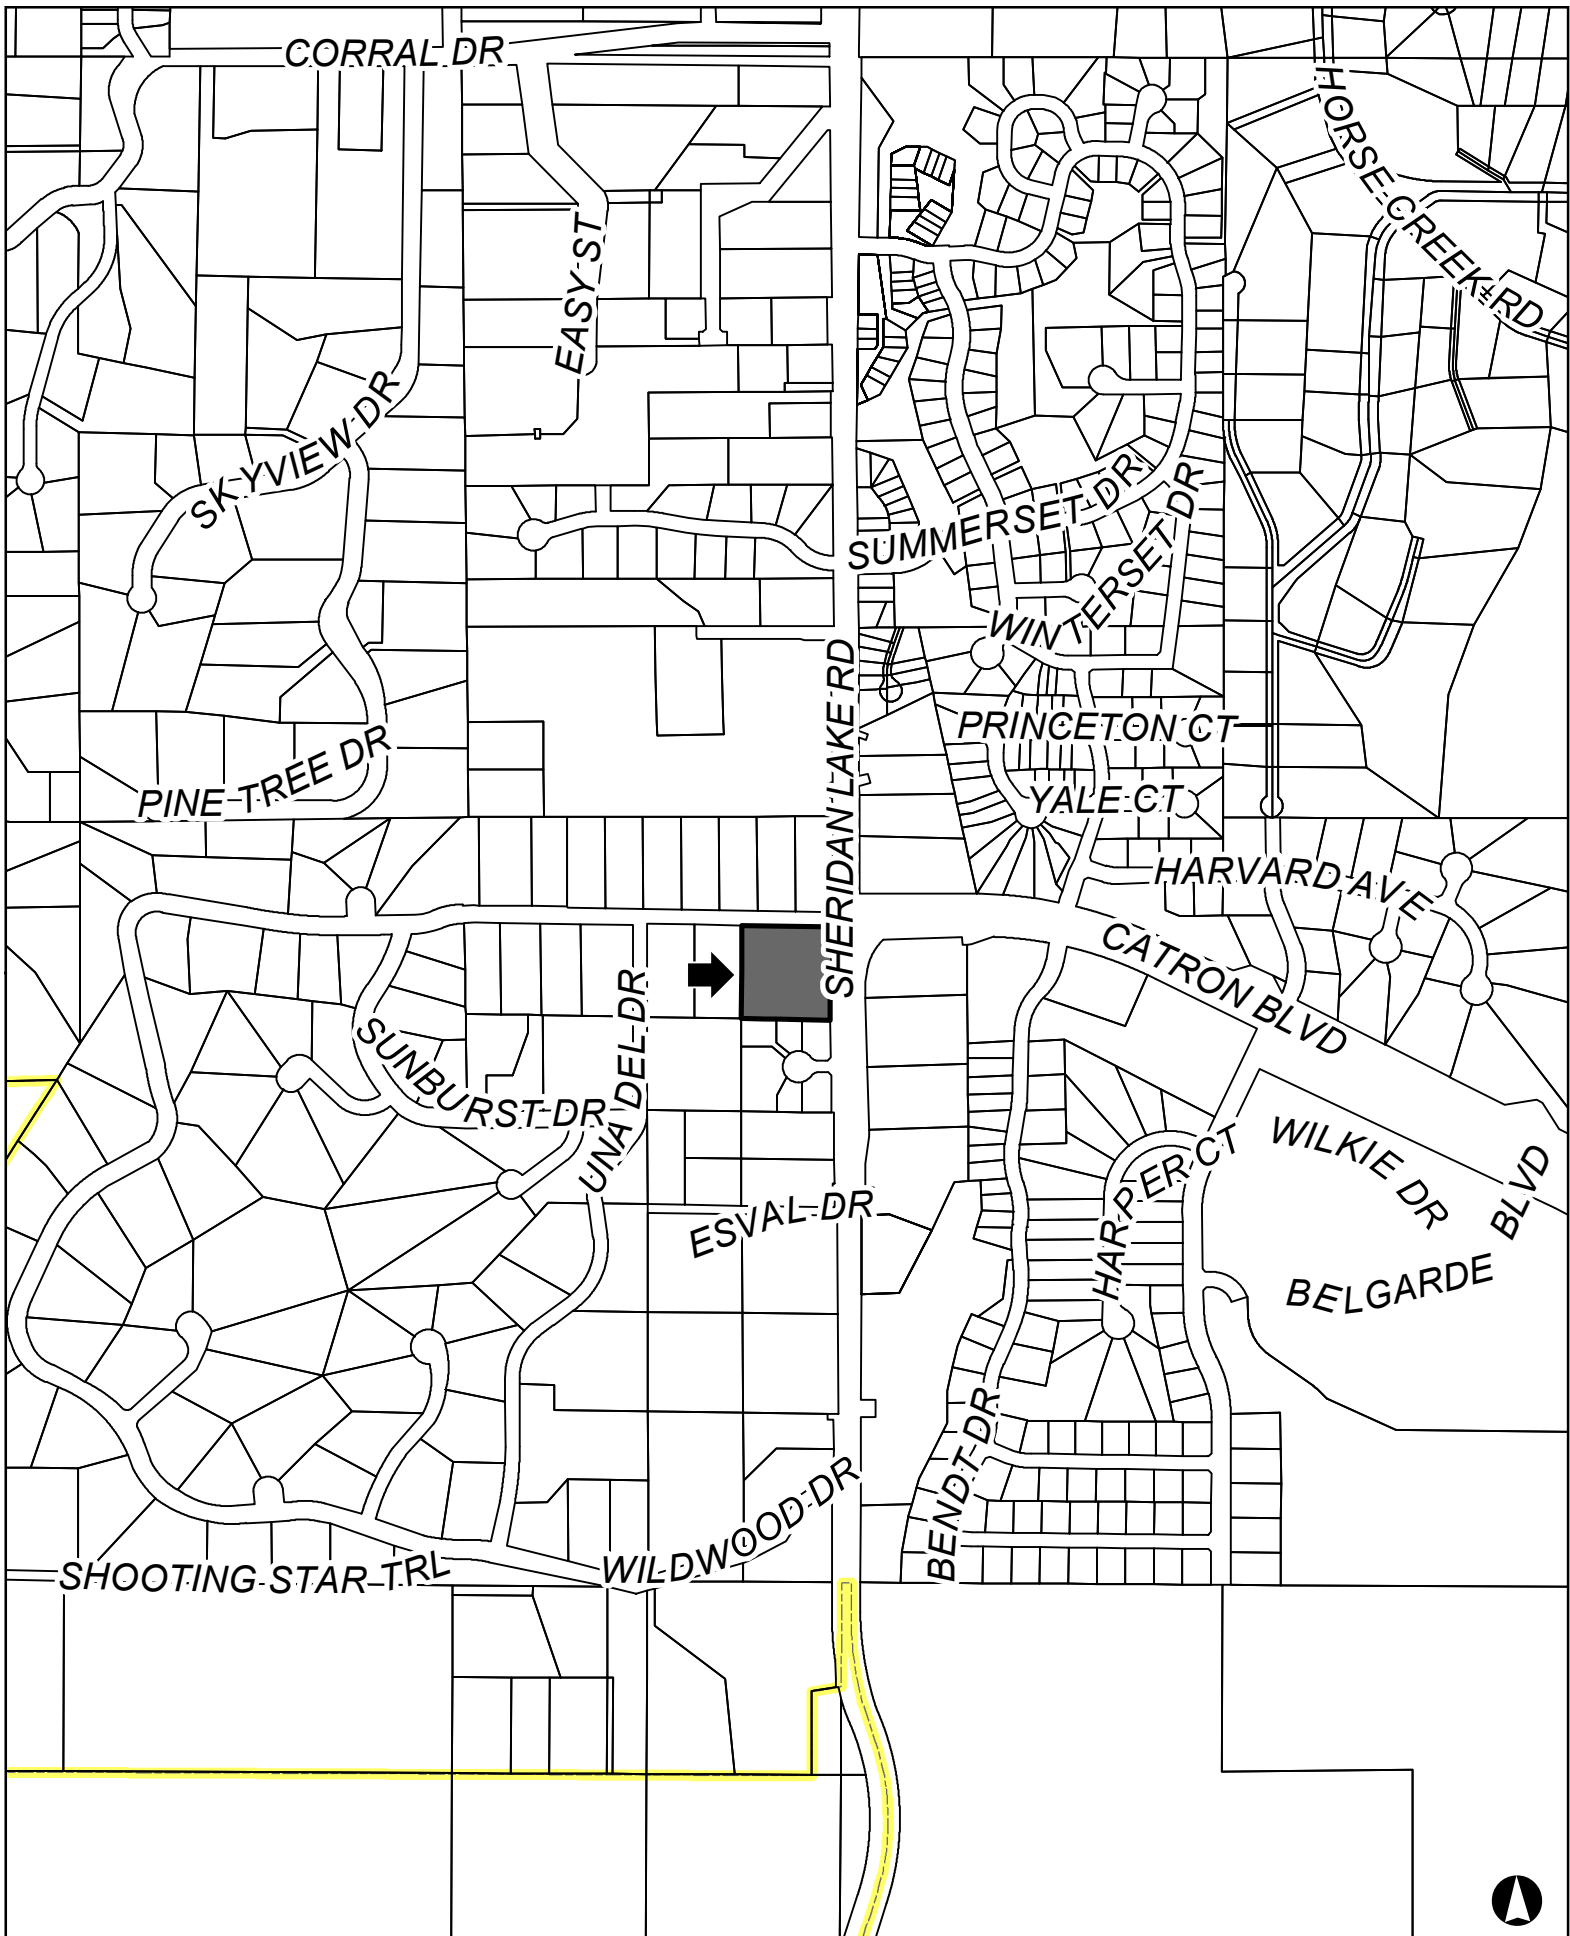 CORRAL DR
HORSE CREEK RD
EASY ST
SKYVIEW DR
SUMMERSET DR
WINTERSET DR
SHERIDAN LAKE RD
PRINCETON CT
PINE TREE DR
YALE CT
HARVARD AVE
CATRON BLVD
UNA DEL DR
SUNBURST DR
WILKIE DR
HARPER CT
ESVAL DR
BELGARDE BLVD
BENDT DR
WILDWOOD DR
SHOOTING STAR TRL